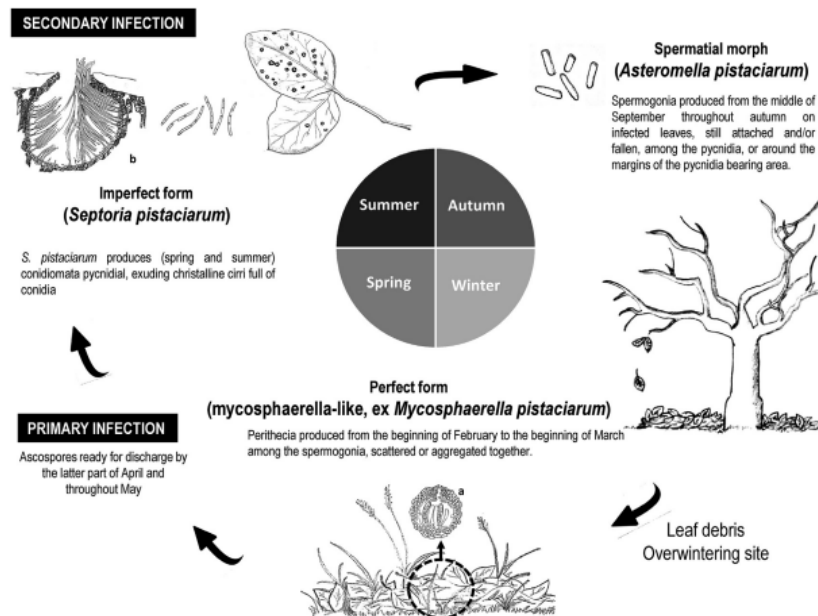 SECONDARY INFECTION
b
Imperfect form
(Septoria pistaciarum)
S. pistaciarum produces (spring and summer)
conidiomata pycnidial, exuding christalline cirri full of
conidia
Spermatial morph
(Asteromella pistaciarum)
Spermogonia produced from the middle of
September throughout autumn on
infected leaves, still attached and/or
fallen, among the pycnidia, or around the
margins of the pycnidia bearing area.
Summer
Autumn
Spring
Winter
Perfect form
(mycosphaerella-like, ex Mycosphaerella pistaciarum)
Perithecia produced from the beginning of February to the beginning of March
among the spermogonia, scattered or aggregated together.
PRIMARY INFECTION
Ascospores ready for discharge by
the latter part of April and
throughout May
a
Leaf debris
Overwintering site